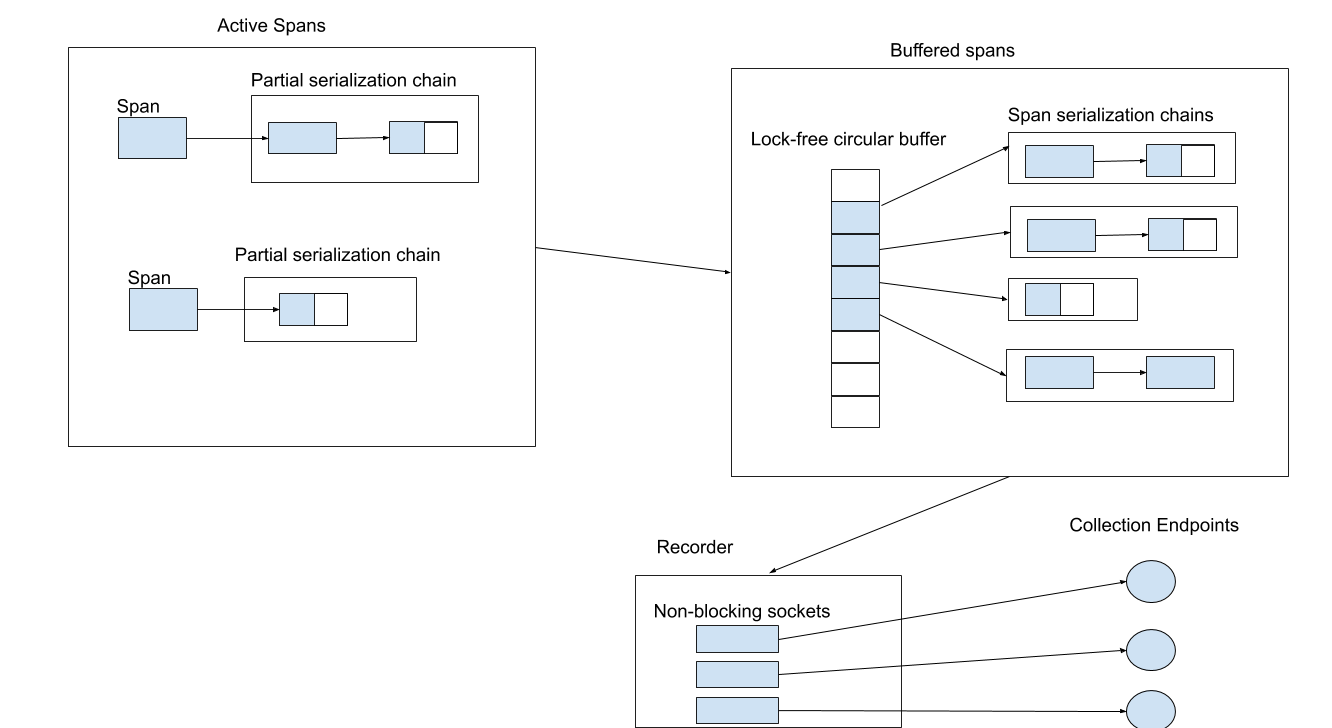 Active Spans
Partial serialization chain
Span
Partial serialization chain
Span
Buffered spans
Span serialization chains
Lock-free circular buffer
Recorder
Non-blocking sockets
Collection Endpoints